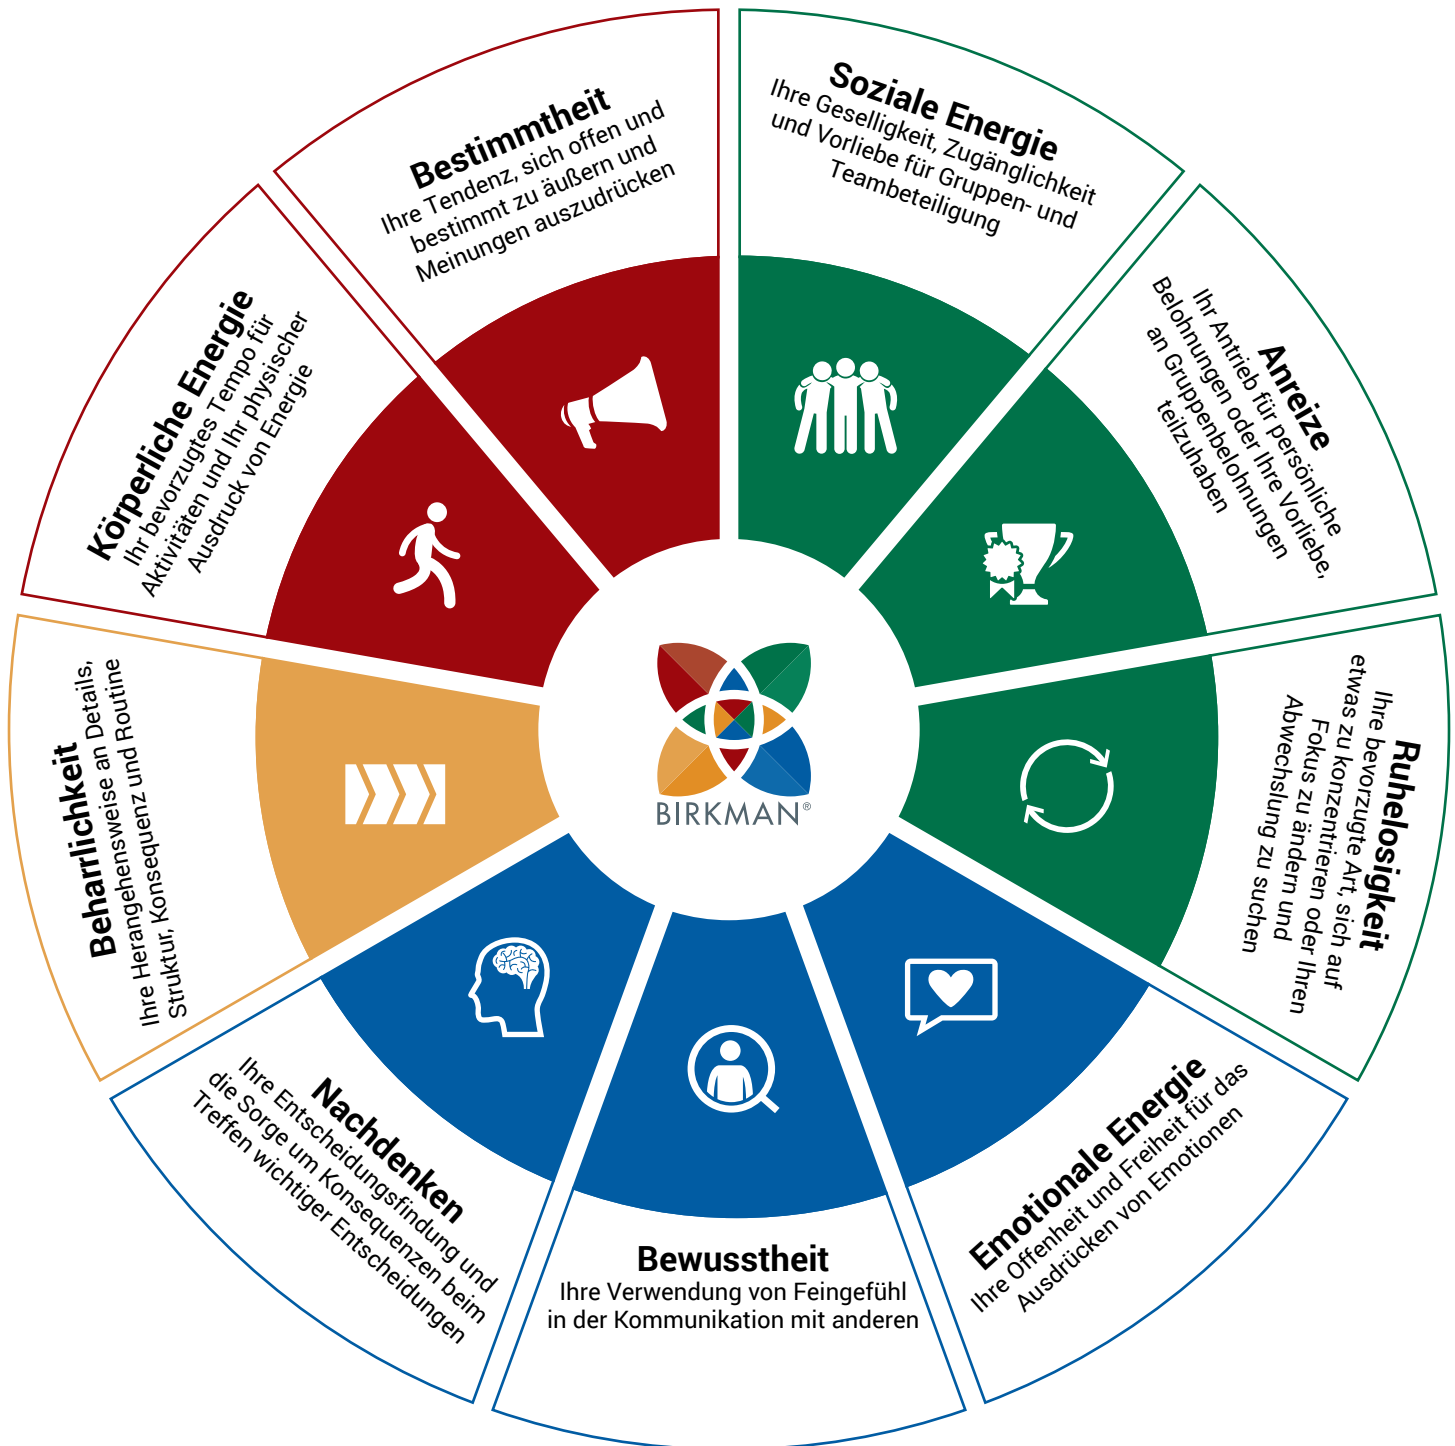 Soziale Energie
Ihre Geselligkeit, Zugänglichkeit
und Vorliebe für Gruppen- und
Teambeteiligung
Anreize
Ihr Antrieb für persönliche
Belohnungen oder Ihre Vorliebe,
an Gruppenbelohnungen
teilzuhaben
Ruhelosigkeit
Ihre bevorzugte Art, sich auf
etwas zu konzentrieren oder Ihren
Fokus zu ändern und
Abwechslung zu suchen
Emotionale Energie
Ihre Offenheit und Freiheit für das
Ausdrücken von Emotionen
Bewusstheit
Ihre Verwendung von Feingefühl
in der Kommunikation mit anderen
Nachdenken
Ihre Entscheidungsfindung und
die Sorge um Konsequenzen beim
Treffen wichtiger Entscheidungen
Beharrlichkeit
Ihre Herangehensweise an Details,
Struktur, Konsequenz und Routine
Körperliche Energie
Ihr bevorzugtes Tempo für
Aktivitäten und Ihr physischer
Ausdruck von Energie
Bestimmtheit
Ihre Tendenz, sich offen und
bestimmt zu äußern und
Meinungen auszudrücken
BIRKMAN®